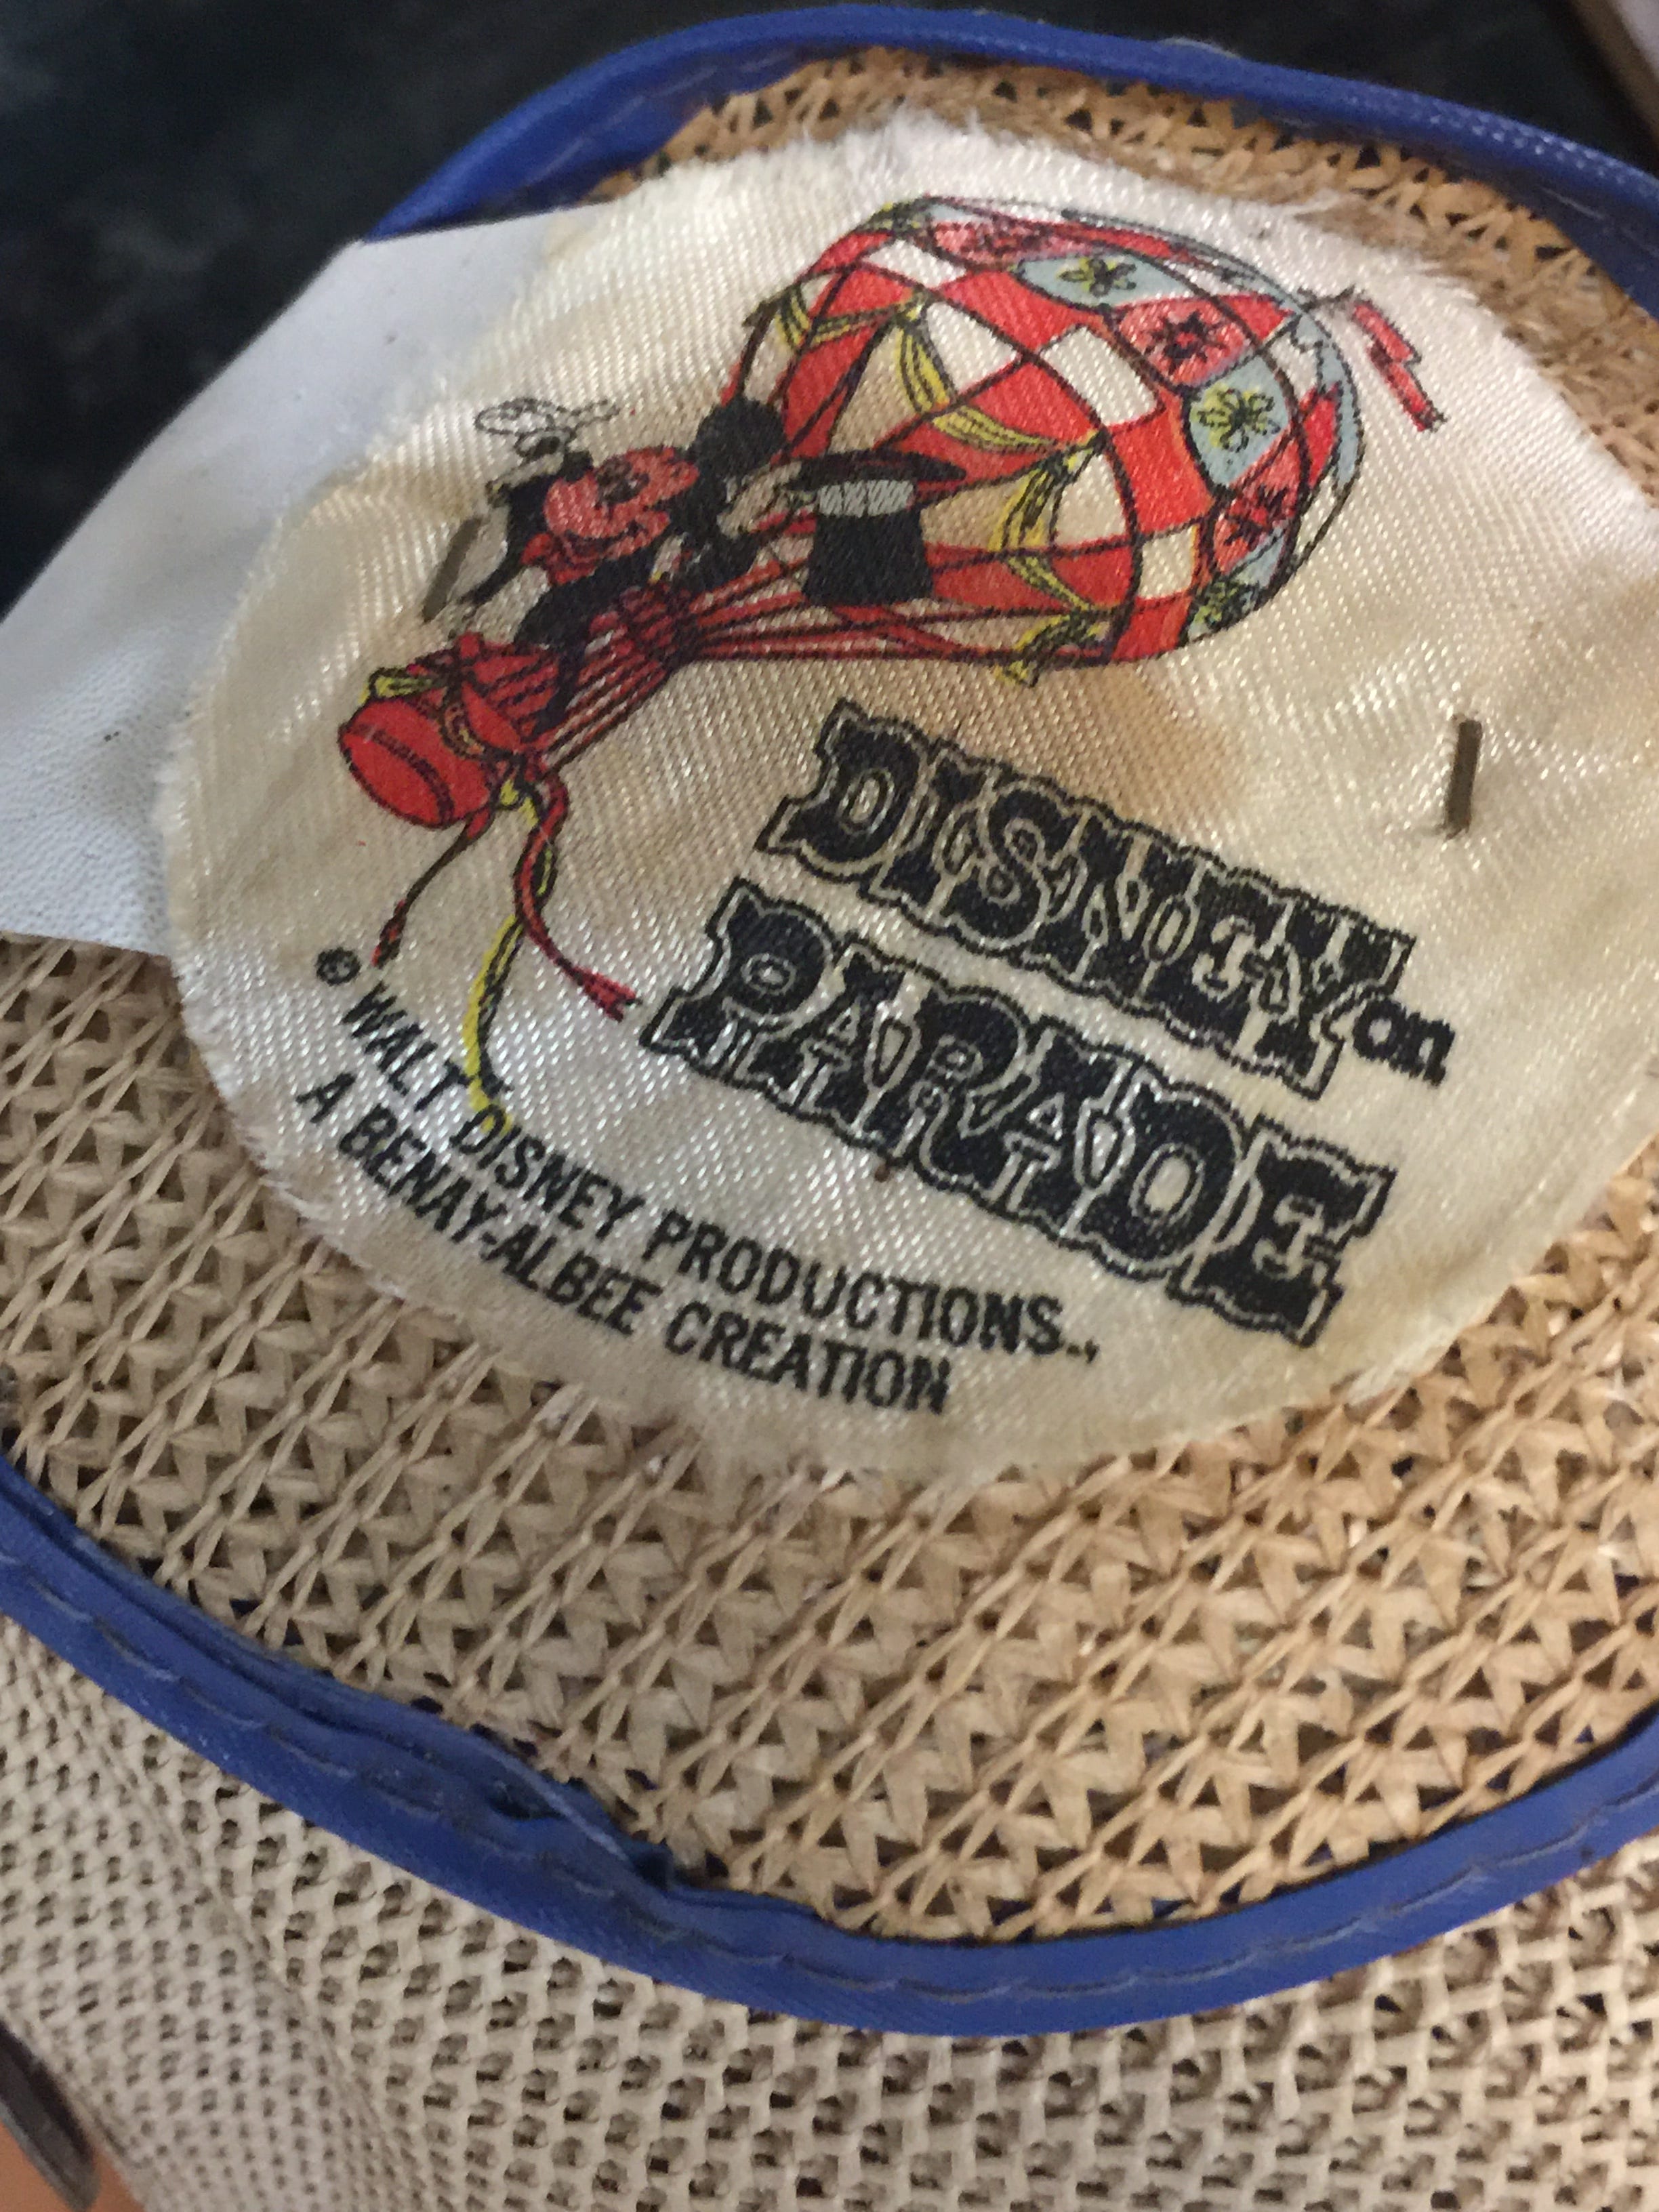 DISNEY on
PARADE
© WALT DISNEY PRODUCTIONS.,
A BENAY-ALBEE CREATION